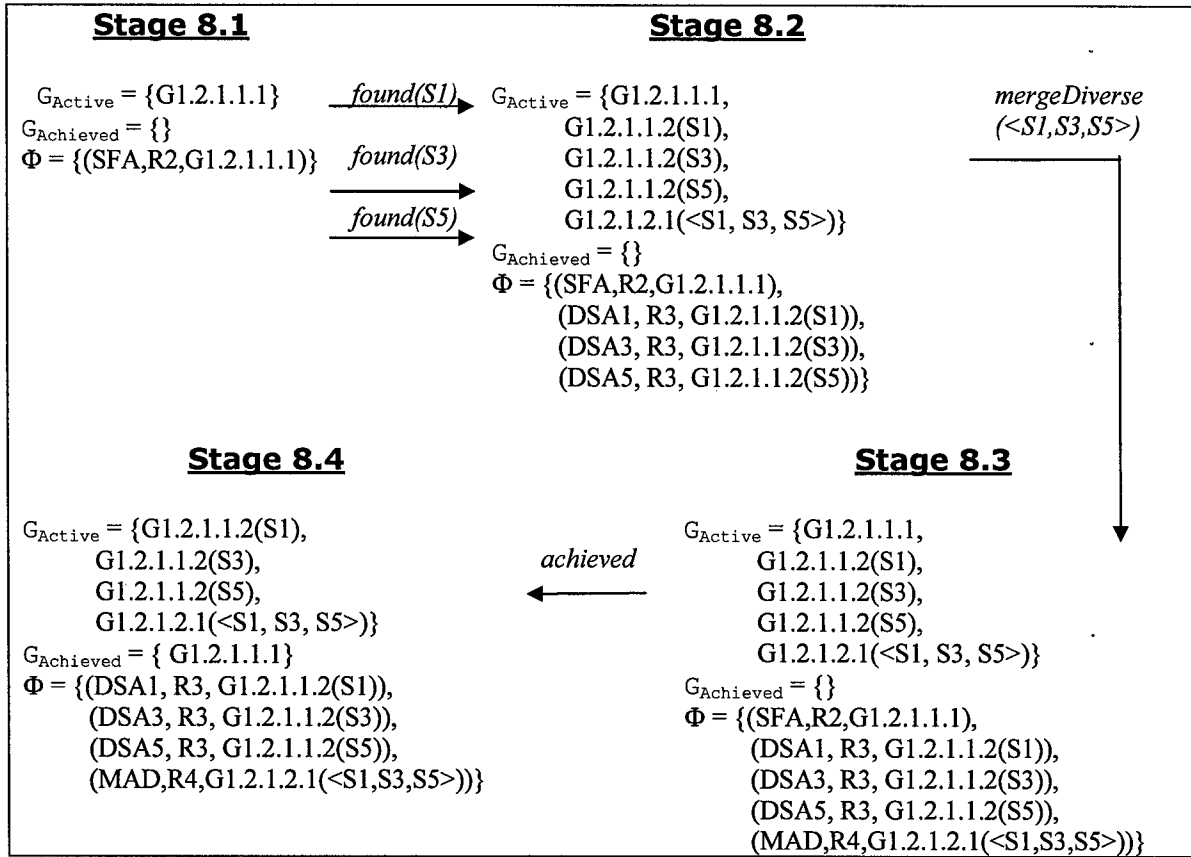 Stage 8.1
G_Active = {G1.2.1.1.1}
G_Achieved = {}
Φ = {(SFA,R2,G1.2.1.1.1)}
found(S1)
found(S3)
found(S5)
Stage 8.2
G_Active = {G1.2.1.1.1,
G1.2.1.1.2(S1),
G1.2.1.1.2(S3),
G1.2.1.1.2(S5),
G1.2.1.2.1(<S1, S3, S5>)}
G_Achieved = {}
Φ = {(SFA,R2,G1.2.1.1.1),
(DSA1, R3, G1.2.1.1.2(S1)),
(DSA3, R3, G1.2.1.1.2(S3)),
(DSA5, R3, G1.2.1.1.2(S5))}
mergeDiverse
(<S1,S3,S5>)
Stage 8.3
G_Active = {G1.2.1.1.1,
G1.2.1.1.2(S1),
G1.2.1.1.2(S3),
G1.2.1.1.2(S5),
G1.2.1.2.1(<S1, S3, S5>)}
G_Achieved = {}
Φ = {(SFA,R2,G1.2.1.1.1),
(DSA1, R3, G1.2.1.1.2(S1)),
(DSA3, R3, G1.2.1.1.2(S3)),
(DSA5, R3, G1.2.1.1.2(S5)),
(MAD,R4,G1.2.1.2.1(<S1,S3,S5>))}
achieved
Stage 8.4
G_Active = {G1.2.1.1.2(S1),
G1.2.1.1.2(S3),
G1.2.1.1.2(S5),
G1.2.1.2.1(<S1, S3, S5>)}
G_Achieved = { G1.2.1.1.1}
Φ = {(DSA1, R3, G1.2.1.1.2(S1)),
(DSA3, R3, G1.2.1.1.2(S3)),
(DSA5, R3, G1.2.1.1.2(S5)),
(MAD,R4,G1.2.1.2.1(<S1,S3,S5>))}